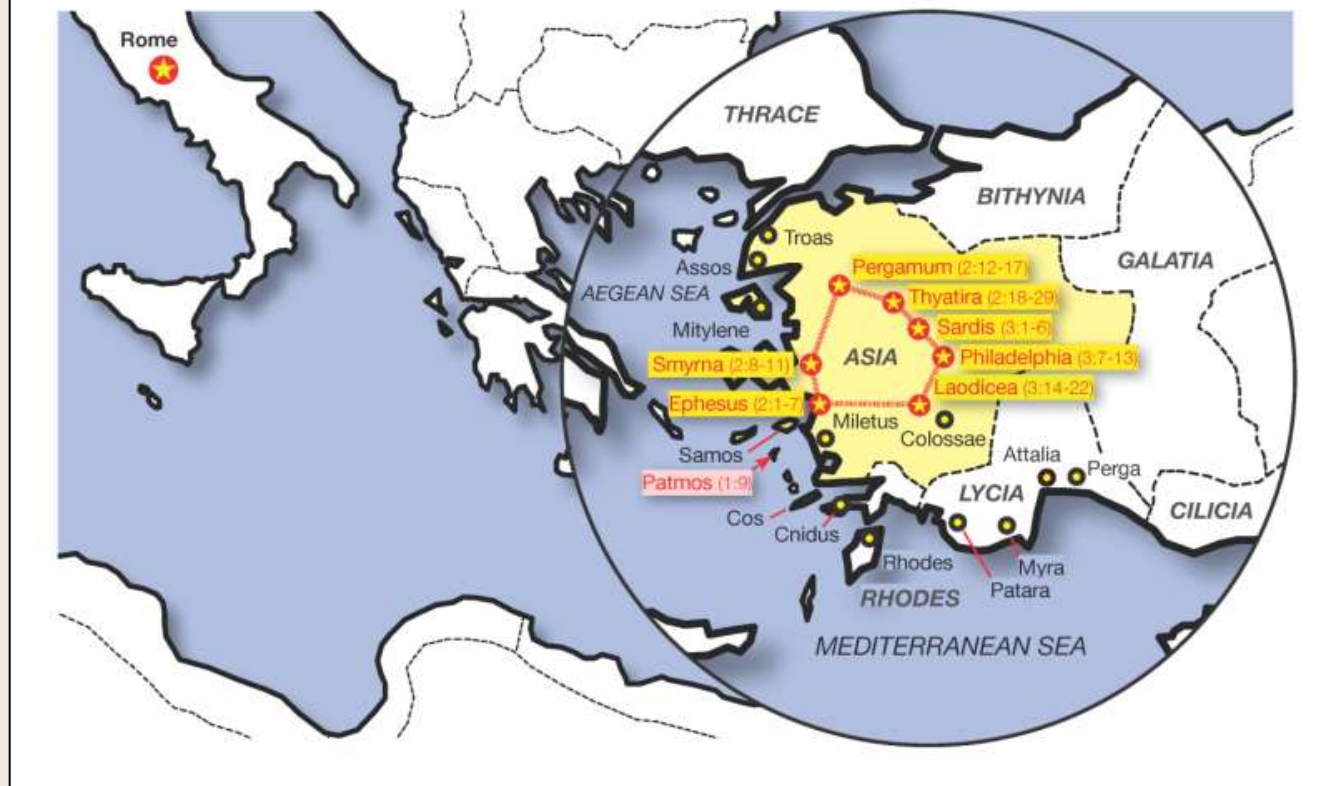 Rome
THRACE
BITHYNIA
Troas
GALATIA
Assos
Pergamum (2:12-17)
AEGEAN SEA
Thyatira (2:18-29)
Mitylene
Sardis (3:1-6)
Smyrna (2:8-11)
ASIA
Philadelphia (3:7-13)
Laodicea (3:14-22)
Ephesus (2:1-7)
Miletus
Colossae
Samos
Attalia
Perga
Patmos (1:9)
LYCIA
CILICIA
Cos
Cnidus
Rhodes
Myra
Patara
RHODES
MEDITERRANEAN SEA